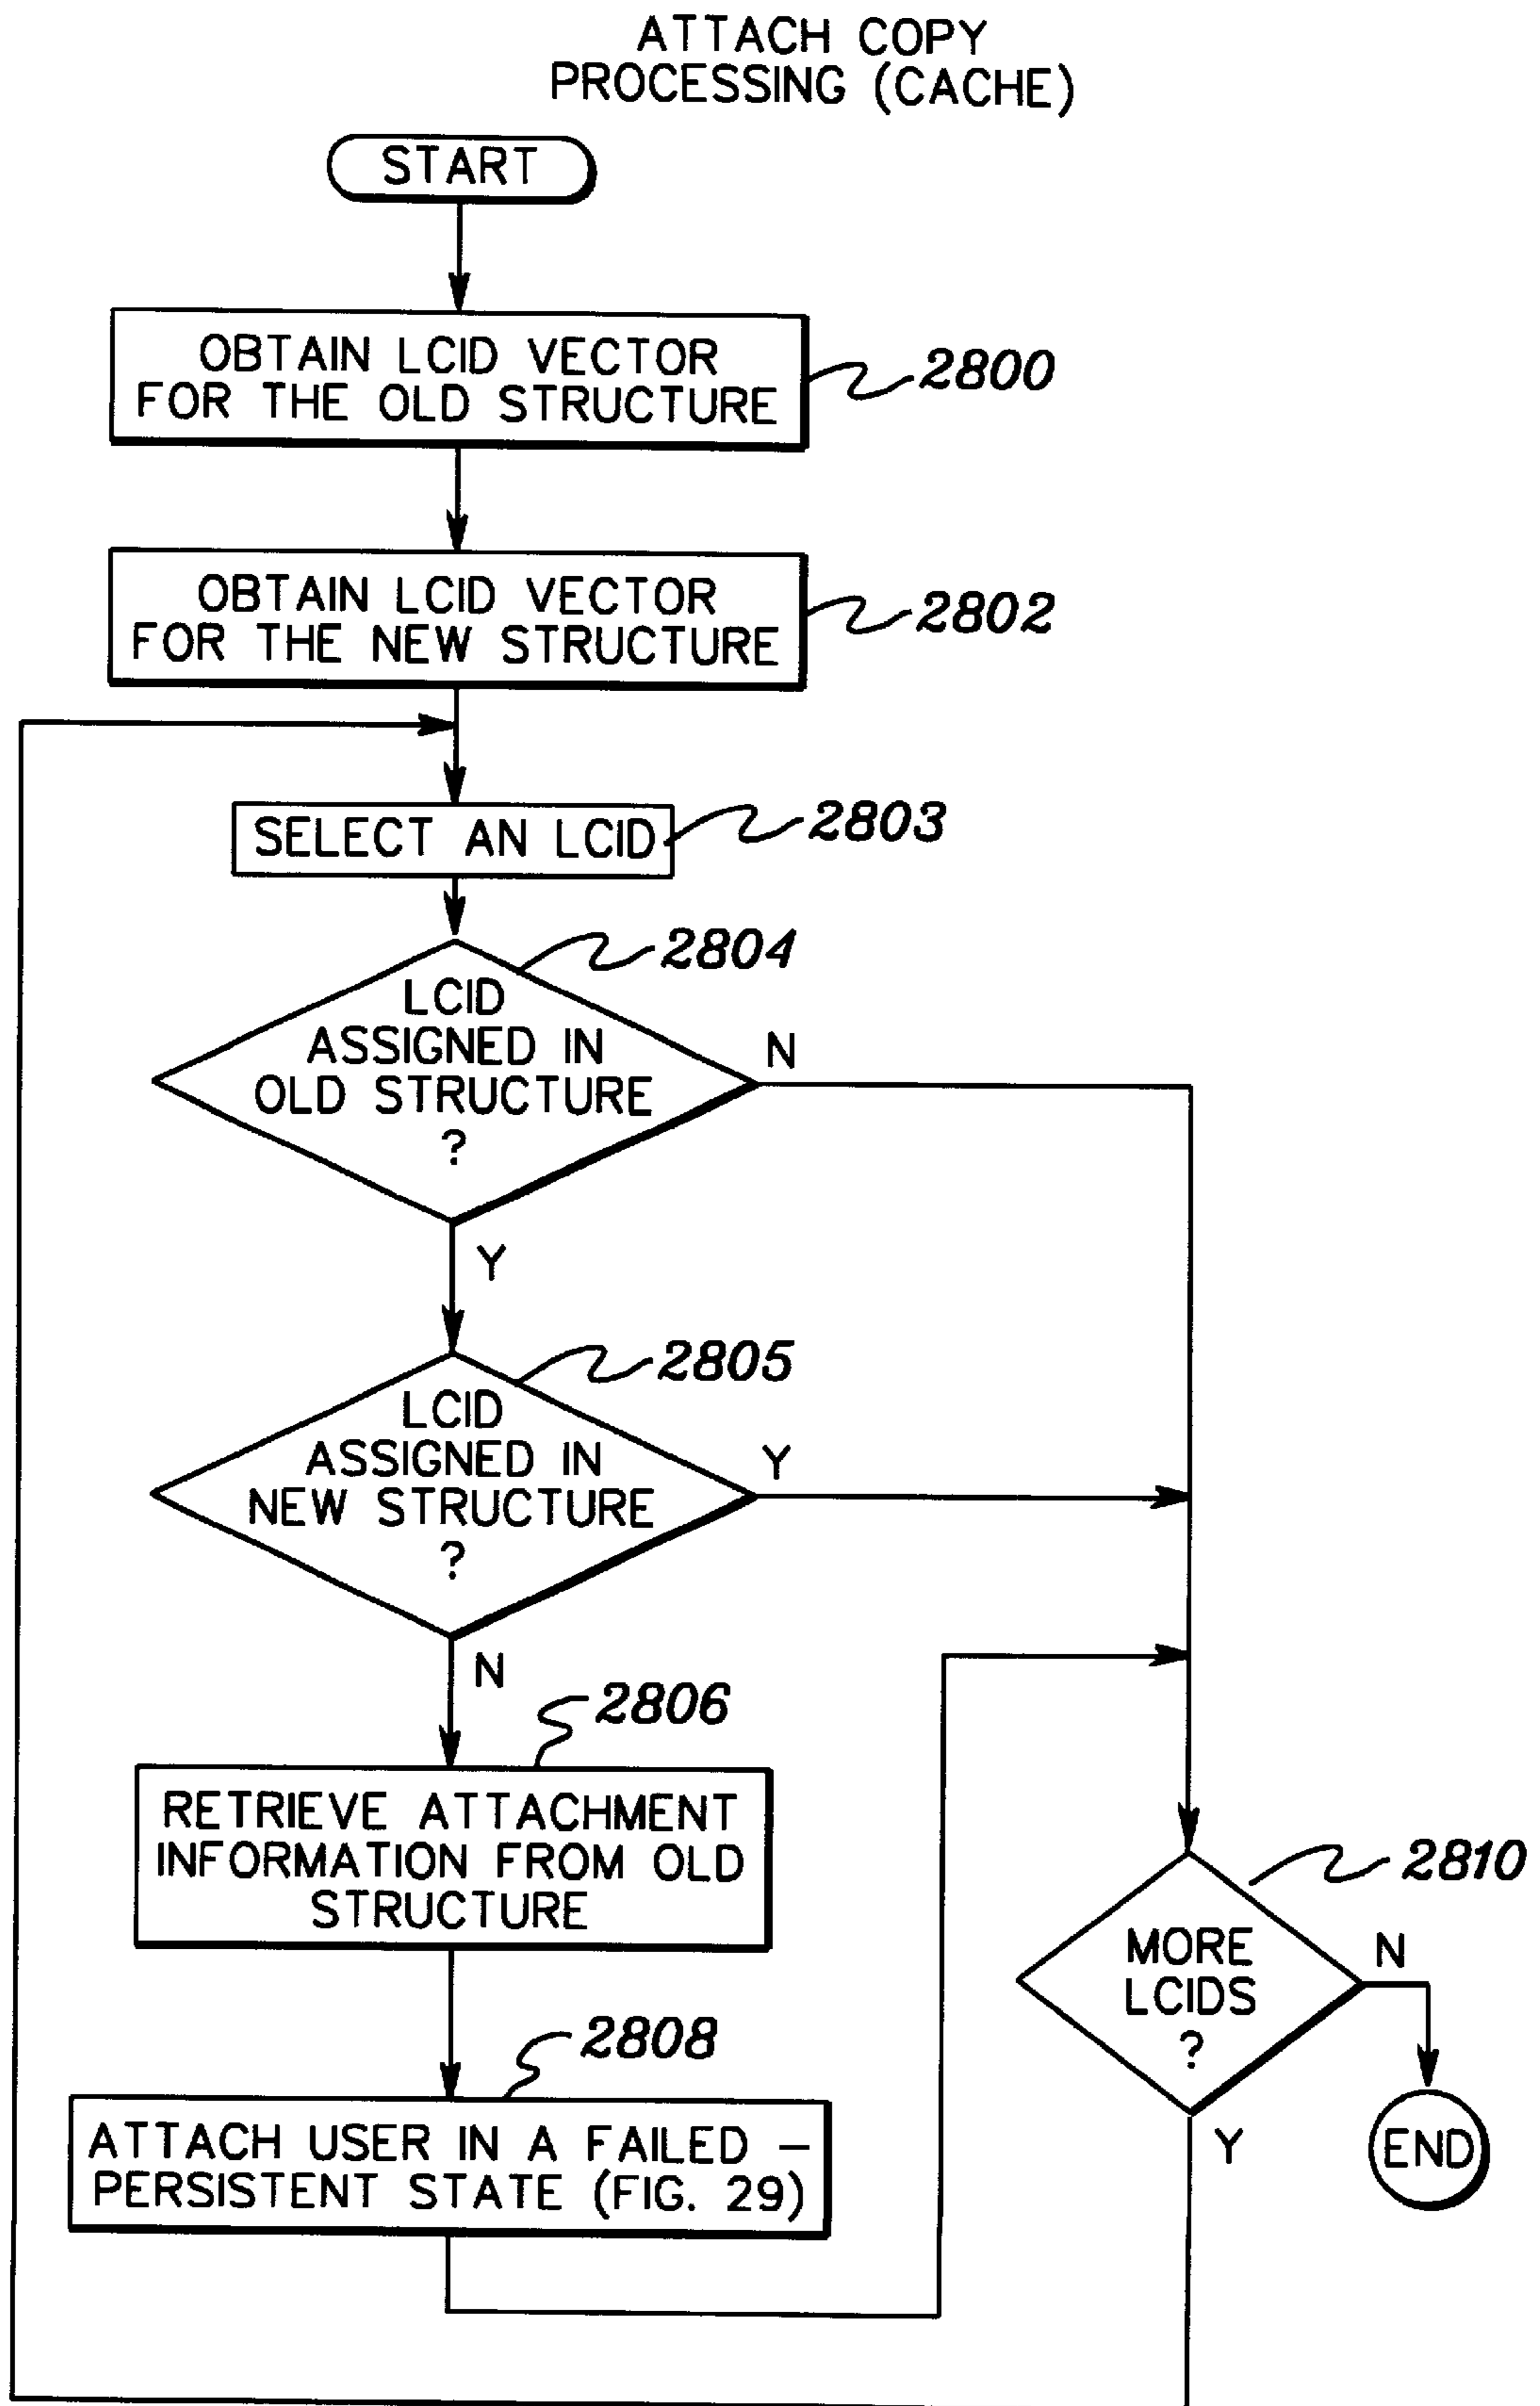 ATTACH COPY
PROCESSING (CACHE)
START
OBTAIN LCID VECTOR
FOR THE OLD STRUCTURE
2800
OBTAIN LCID VECTOR
FOR THE NEW STRUCTURE
2802
SELECT AN LCID
2803
2804
LCID
ASSIGNED IN
OLD STRUCTURE
?
N
Y
2805
LCID
ASSIGNED IN
NEW STRUCTURE
?
Y
N
2806
RETRIEVE ATTACHMENT
INFORMATION FROM OLD
STRUCTURE
2808
ATTACH USER IN A FAILED -
PERSISTENT STATE (FIG. 29)
2810
MORE
LCIDS
?
N
Y
END